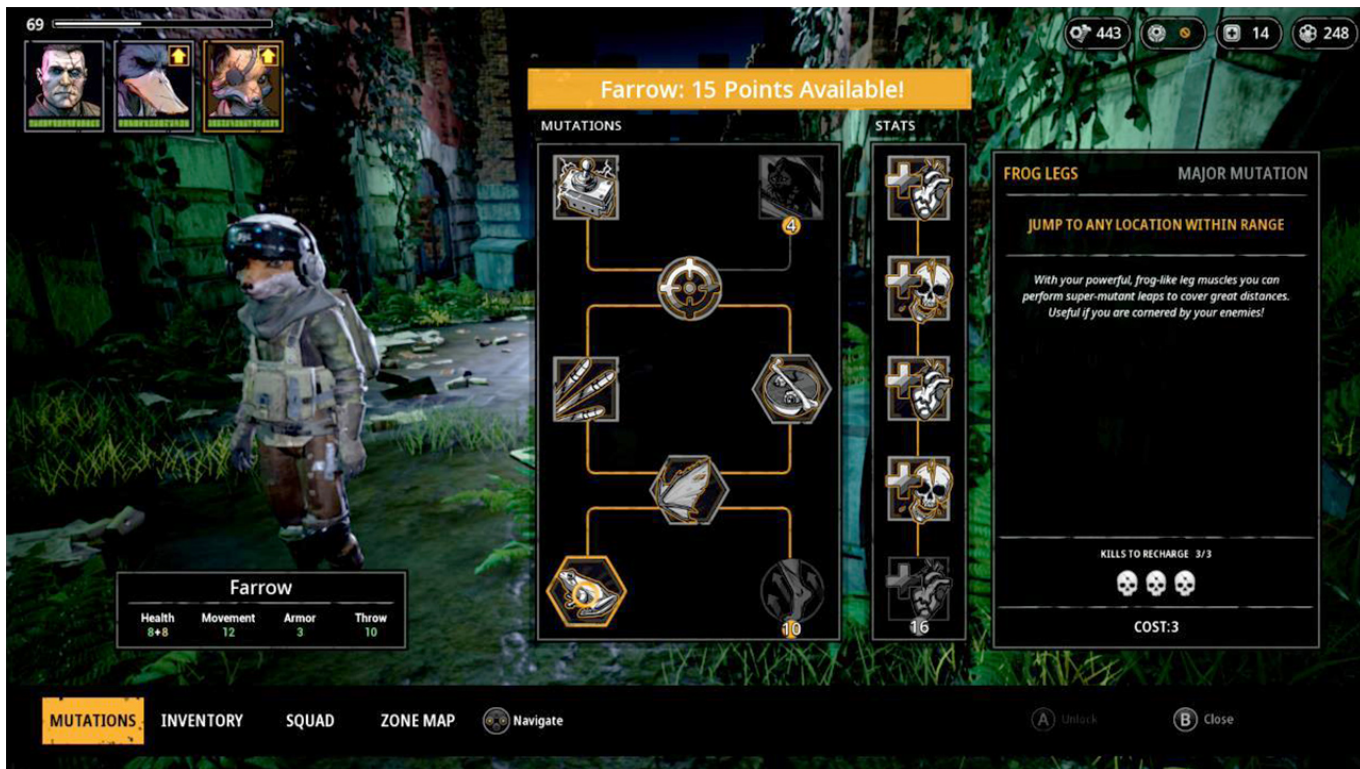 69
443
14
248
Farrow: 15 Points Available!
MUTATIONS
STATS
4
10
16
FROG LEGS
MAJOR MUTATION
JUMP TO ANY LOCATION WITHIN RANGE
With your powerful, frog-like leg muscles you can
perform super-mutant leaps to cover great distances.
Useful if you are cornered by your enemies!
KILLS TO RECHARGE 3/3
COST:3
Farrow
Health Movement Armor Throw
8+8 12 3 10
MUTATIONS INVENTORY SQUAD ZONE MAP Navigate
A Unlock B Close